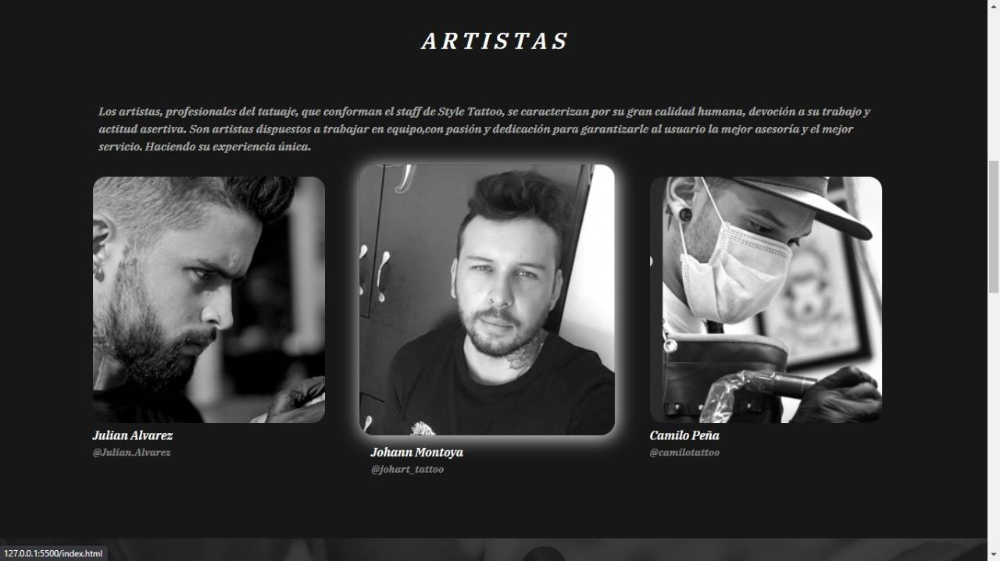 ARTISTAS
Los artistas, profesionales del tatuaje, que conforman el staff de Style Tattoo, se caracterizan por su gran calidad humana, devoción a su trabajo y
actitud asertiva. Son artistas dispuestos a trabajar en equipo,con pasión y dedicación para garantizarle al usuario la mejor asesoría y el mejor
servicio. Haciendo su experiencia única.
Julian Alvarez
@Julian.Alvarez
Johann Montoya
@johart_tattoo
Camilo Peña
@camilotattoo
127.0.0.1:5500/index.html